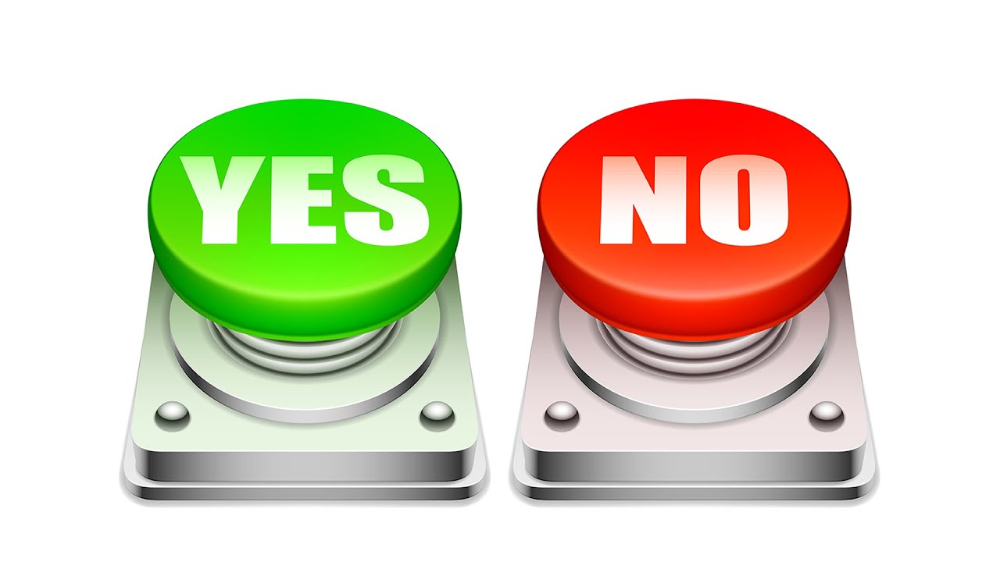 YES NO